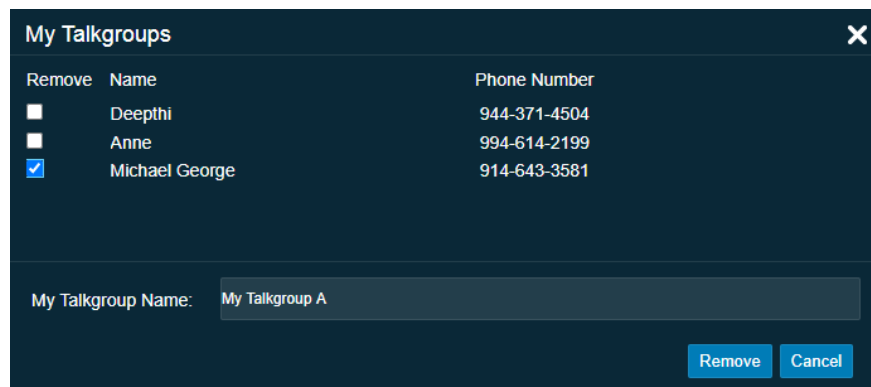 My Talkgroups
Remove Name Phone Number
Deepthi 944-371-4504
Anne 994-614-2199
Michael George 914-643-3581
My Talkgroup Name: My Talkgroup A
Remove Cancel